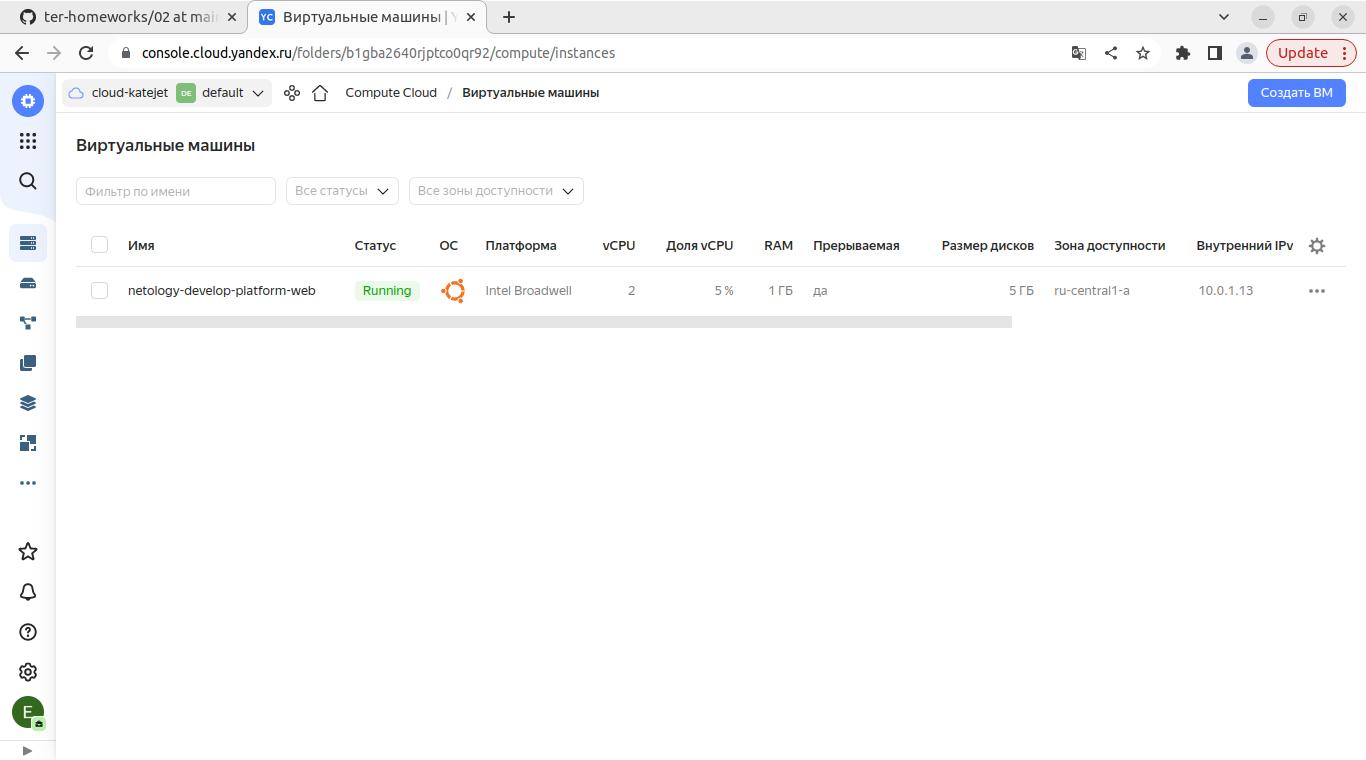 ter-homeworks/02 at mai
YC Виртуальные машины | Y
console.cloud.yandex.ru/folders/b1gba2640rjptco0qr92/compute/instances
Update
cloud-katejet DE default
Compute Cloud / Виртуальные машины
Создать ВМ
Виртуальные машины
Фильтр по имени
Все статусы
Все зоны доступности
Имя Статус ОС Платформа vCPU Доля vCPU RAM Прерываемая Размер дисков Зона доступности Внутренний IPv
netology-develop-platform-web Running Intel Broadwell 2 5 % 1 ГБ да 5 ГБ ru-central1-a 10.0.1.13
E